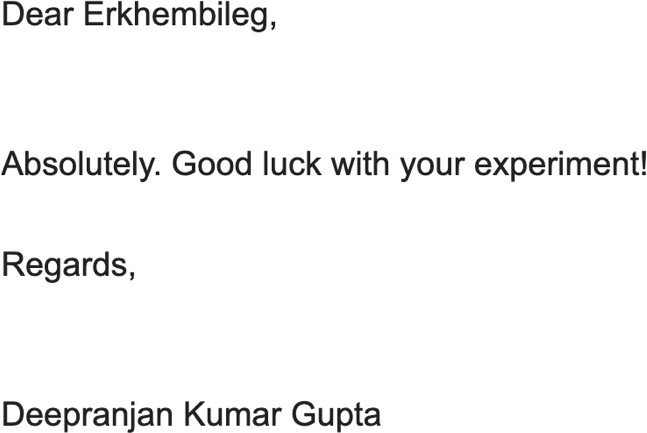 Dear Erkhembileg,
Absolutely. Good luck with your experiment!
Regards,
Deepranjan Kumar Gupta